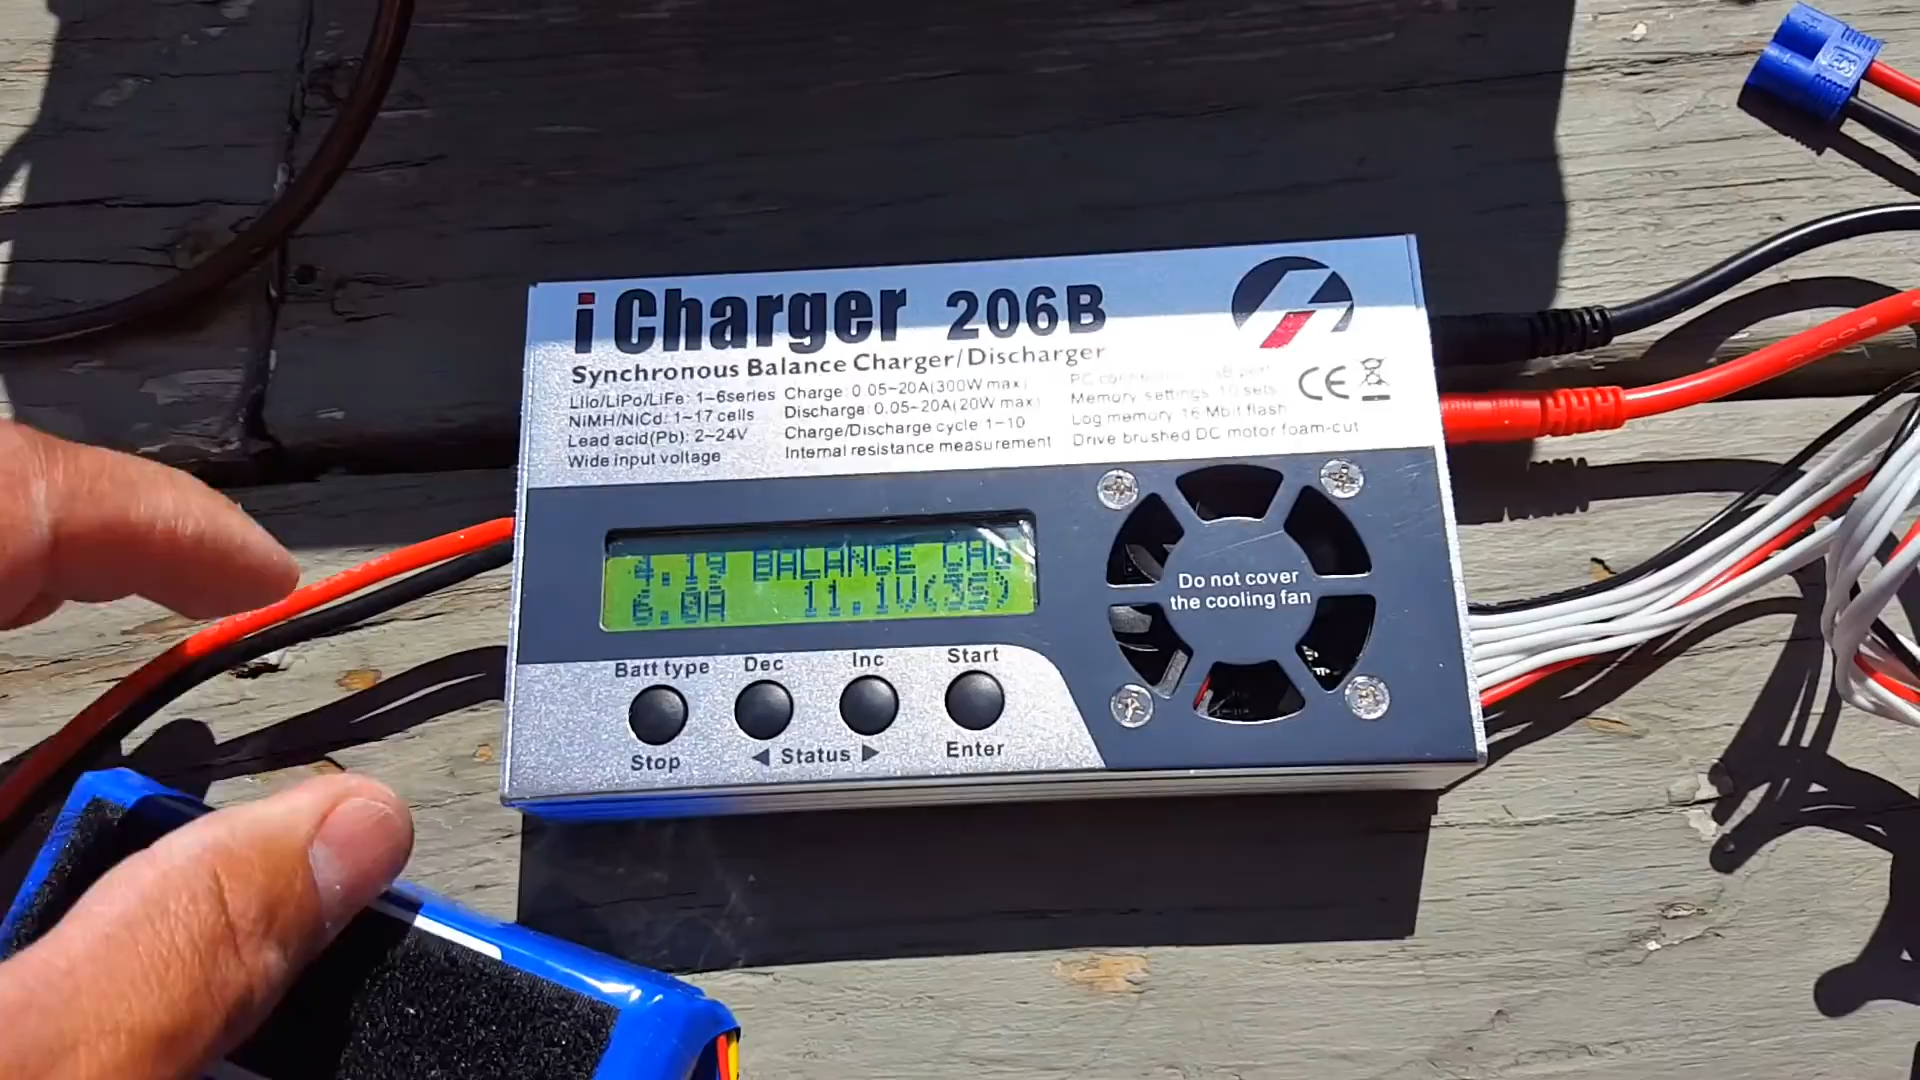 i Charger 206B
Synchronous Balance Charger/Discharger
LiIo/LiPo/LiFe: 1~6series
NiMH/NiCd: 1~17 cells
Lead acid(Pb): 2~24V
Wide input voltage
Charge: 0.05~20A(300W max)
Discharge: 0.05~20A(20W max)
Charge/Discharge cycle 1~10
Internal resistance measurement
PC port
Memory settings: 10 sets
Log memory 16 Mbit flash
Drive brushed DC motor foam-cut
CE
4.19 BALANCE CHG
6.0A 11.1V(3S)
Do not cover
the cooling fan
Batt type Dec Inc Start
Stop ◀ Status ▶ Enter